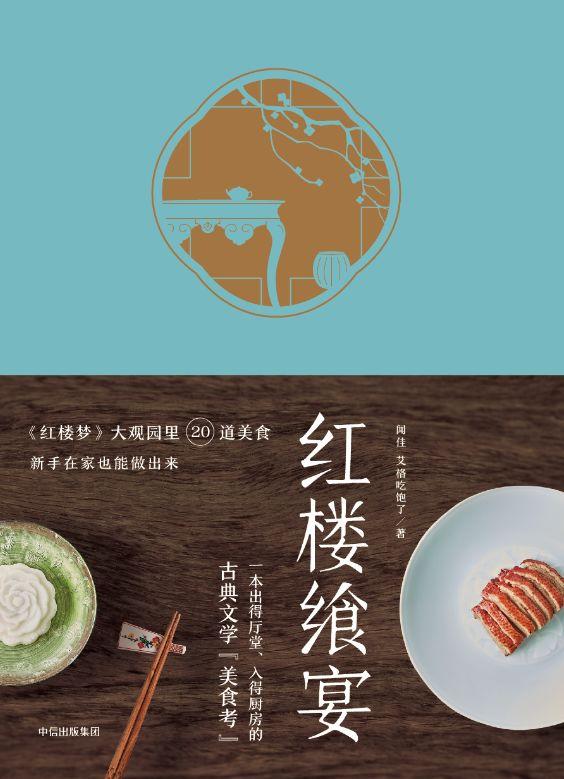 《红楼梦》大观园里 20 道美食
新手在家也能做出来
红楼飨宴
闻佳 艾格吃饱了／著
一本出得厅堂、入得厨房的
古典文学『美食考』
中信出版集团